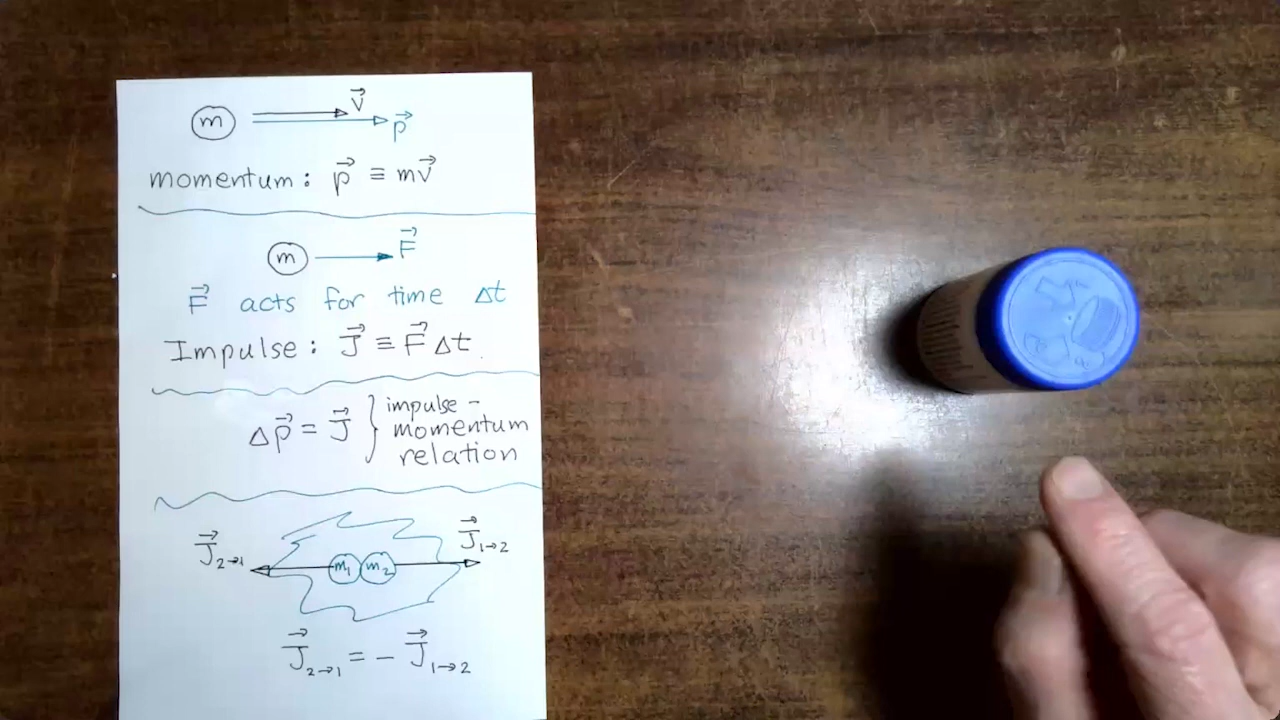 m
v⃗
p⃗
momentum: p⃗ ≡ mv⃗
m
F⃗
F⃗ acts for time Δt
Impulse: J⃗ ≡ F⃗ Δt
Δp⃗ = J⃗ } impulse -
momentum
relation
J⃗₂→₁
m₁ m₂
J⃗₁→₂
J⃗₂→₁ = - J⃗₁→₂